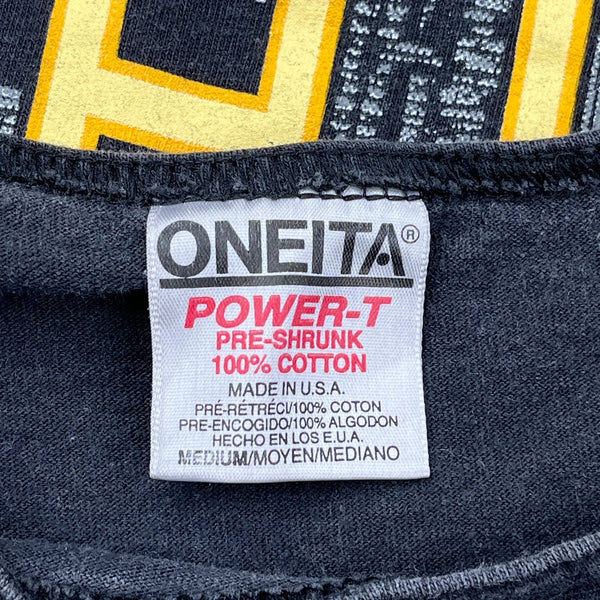 ONEITA®
POWER-T
PRE-SHRUNK
100% COTTON
MADE IN U.S.A.
PRÉ-RÉTRÉCI/100% COTON
PRE-ENCOGIDO/100% ALGODON
HECHO EN LOS E.U.A.
MEDIUM/MOYEN/MEDIANO